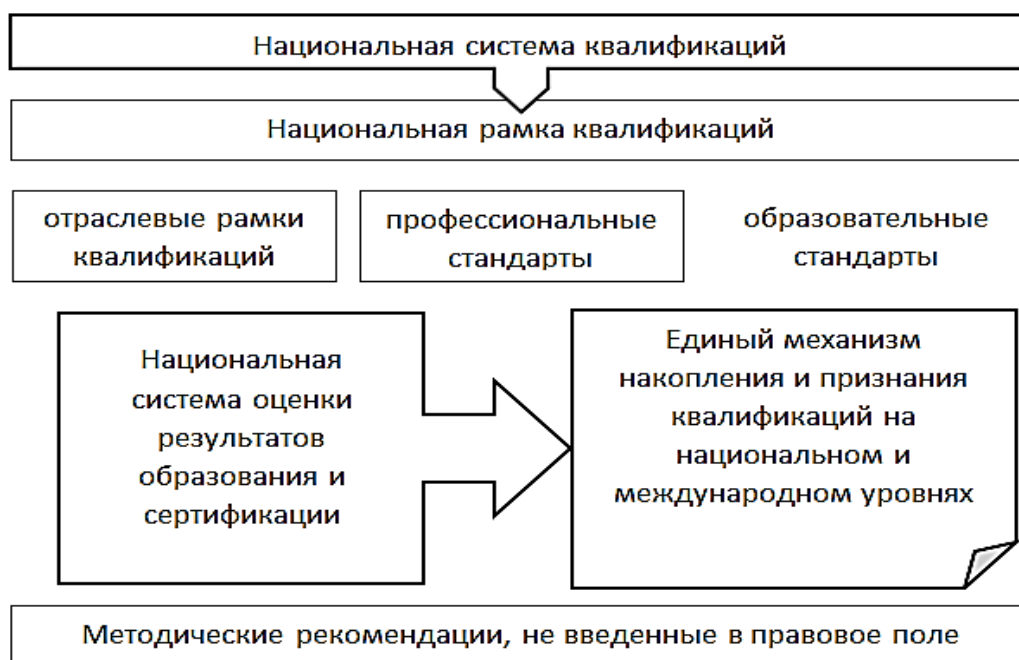 Национальная система квалификаций
Национальная рамка квалификаций
отраслевые рамки
квалификаций
профессиональные
стандарты
образовательные
стандарты
Национальная
система оценки
результатов
образования и
сертификации
Единый механизм
накопления и признания
квалификаций на
национальном и
международном уровнях
Методические рекомендации, не введенные в правовое поле